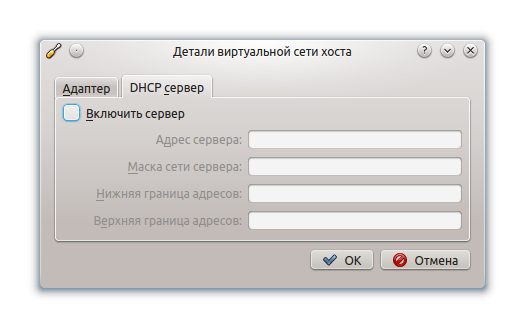 Детали виртуальной сети хоста
Адаптер
DHCP сервер
Включить сервер
Адрес сервера:
Маска сети сервера:
Нижняя граница адресов:
Верхняя граница адресов:
OK
Отмена